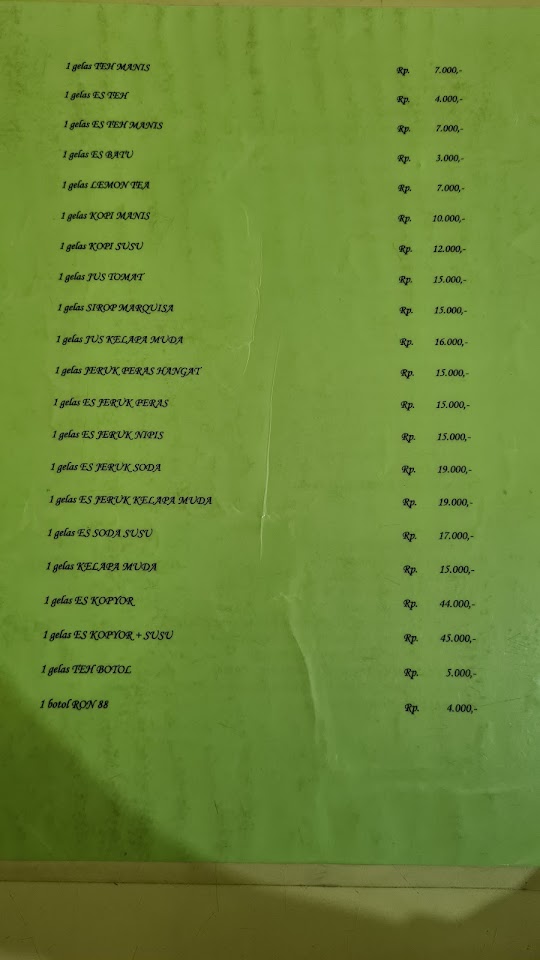 1 gelas TEH MANIS Rp. 7.000,-
1 gelas ES TEH Rp. 4.000,-
1 gelas ES TEH MANIS Rp. 7.000,-
1 gelas ES BATU Rp. 3.000,-
1 gelas LEMON TEA Rp. 7.000,-
1 gelas KOPI MANIS Rp. 10.000,-
1 gelas KOPI SUSU Rp. 12.000,-
1 gelas JUS TOMAT Rp. 15.000,-
1 gelas SIROP MARQUISA Rp. 15.000,-
1 gelas JUS KELAPA MUDA Rp. 16.000,-
1 gelas JERUK PERAS HANGAT Rp. 15.000,-
1 gelas ES JERUK PERAS Rp. 15.000,-
1 gelas ES JERUK NIPIS Rp. 15.000,-
1 gelas ES JERUK SODA Rp. 19.000,-
1 gelas ES JERUK KELAPA MUDA Rp. 19.000,-
1 gelas ES SODA SUSU Rp. 17.000,-
1 gelas KELAPA MUDA Rp. 15.000,-
1 gelas ES KOPYOR Rp. 44.000,-
1 gelas ES KOPYOR + SUSU Rp. 45.000,-
1 gelas TEH BOTOL Rp. 5.000,-
1 botol RON 88 Rp. 4.000,-